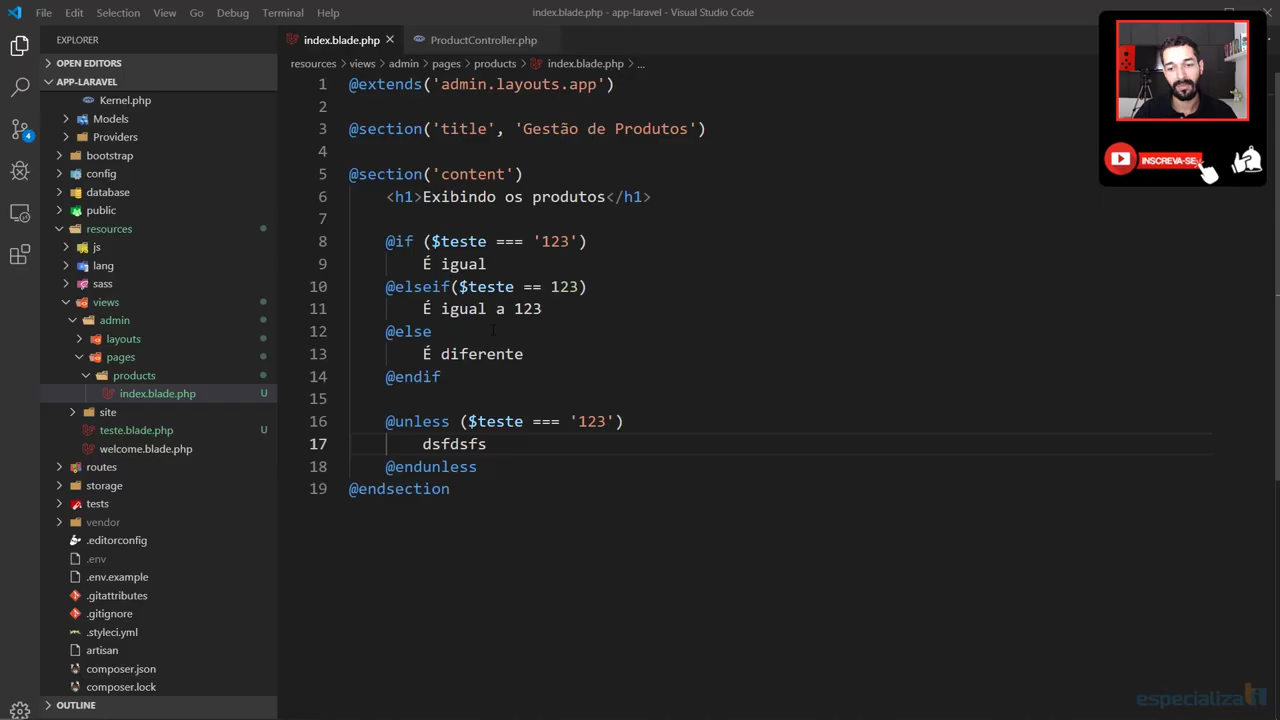 File Edit Selection View Go Debug Terminal Help
index.blade.php - app-laravel - Visual Studio Code
EXPLORER
OPEN EDITORS
APP-LARAVEL
Kernel.php
Models
Providers
bootstrap
config
database
public
resources
js
lang
sass
views
admin
layouts
pages
products
index.blade.php U
site
teste.blade.php U
welcome.blade.php
routes
storage
tests
vendor
.editorconfig
.env
.env.example
.gitattributes
.gitignore
.styleci.yml
artisan
composer.json
composer.lock
OUTLINE
4
index.blade.php ProductController.php
resources views admin pages products index.blade.php ...
1 @extends('admin.layouts.app')
2
3 @section('title', 'Gestão de Produtos')
4
5 @section('content')
6 <h1>Exibindo os produtos</h1>
7
8 @if ($teste === '123')
9 É igual
10 @elseif($teste == 123)
11 É igual a 123
12 @else
13 É diferente
14 @endif
15
16 @unless ($teste === '123')
17 dsfdsfs
18 @endunless
19 @endsection
INSCREVA-SE
especializati